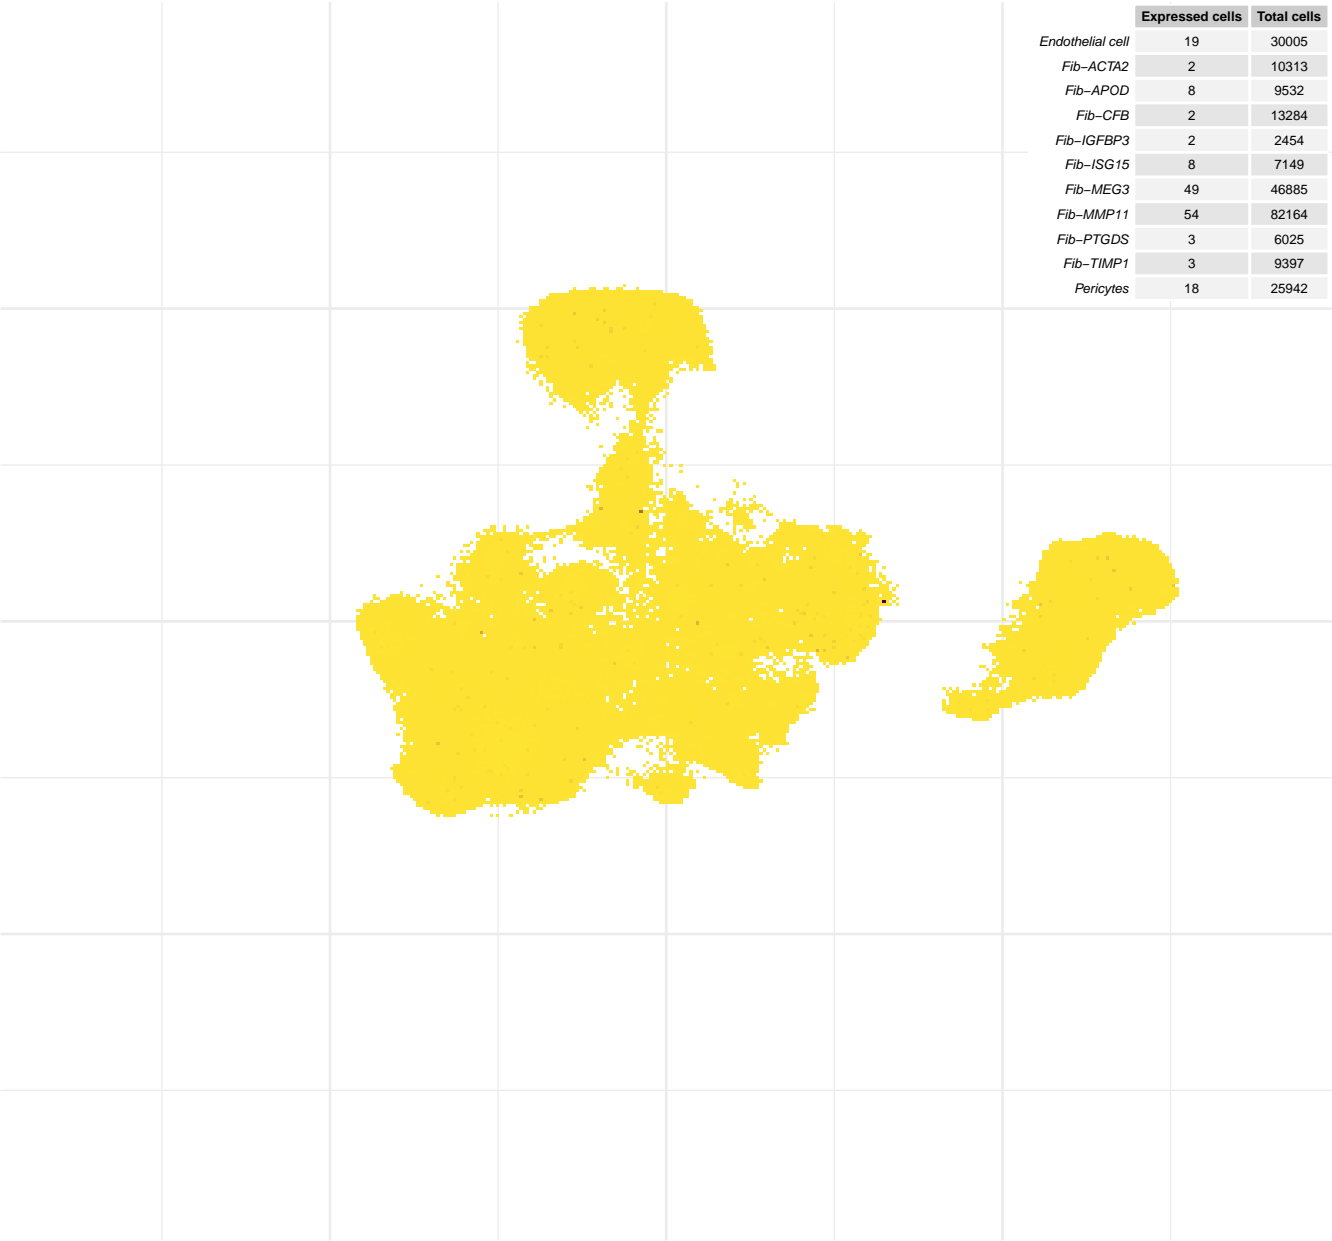 Expressed cells Total cells
Endothelial cell 19 30005
Fib−ACTA2 2 10313
Fib−APOD 8 9532
Fib−CFB 2 13284
Fib−IGFBP3 2 2454
Fib−ISG15 8 7149
Fib−MEG3 49 46885
Fib−MMP11 54 82164
Fib−PTGDS 3 6025
Fib−TIMP1 3 9397
Pericytes 18 25942